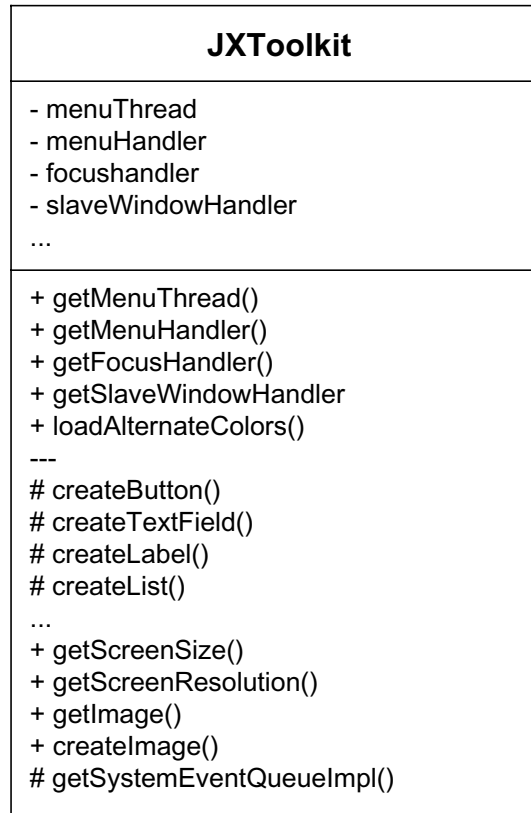 JXToolkit
- menuThread
- menuHandler
- focushandler
- slaveWindowHandler
...
+ getMenuThread()
+ getMenuHandler()
+ getFocusHandler()
+ getSlaveWindowHandler
+ loadAlternateColors()
---
# createButton()
# createTextField()
# createLabel()
# createList()
...
+ getScreenSize()
+ getScreenResolution()
+ getImage()
+ createImage()
# getSystemEventQueueImpl()